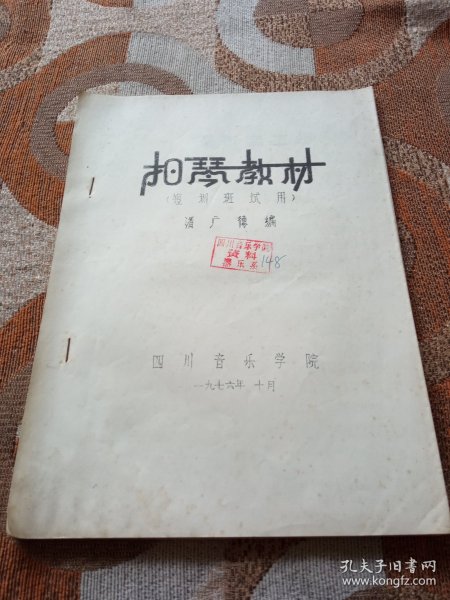 扬琴教材
(短训班试用)
潘广德编
四川音乐学院
资料
器乐系
148
四川音乐学院
一九七六年 十月
孔夫子旧书网
www.kongfz.com